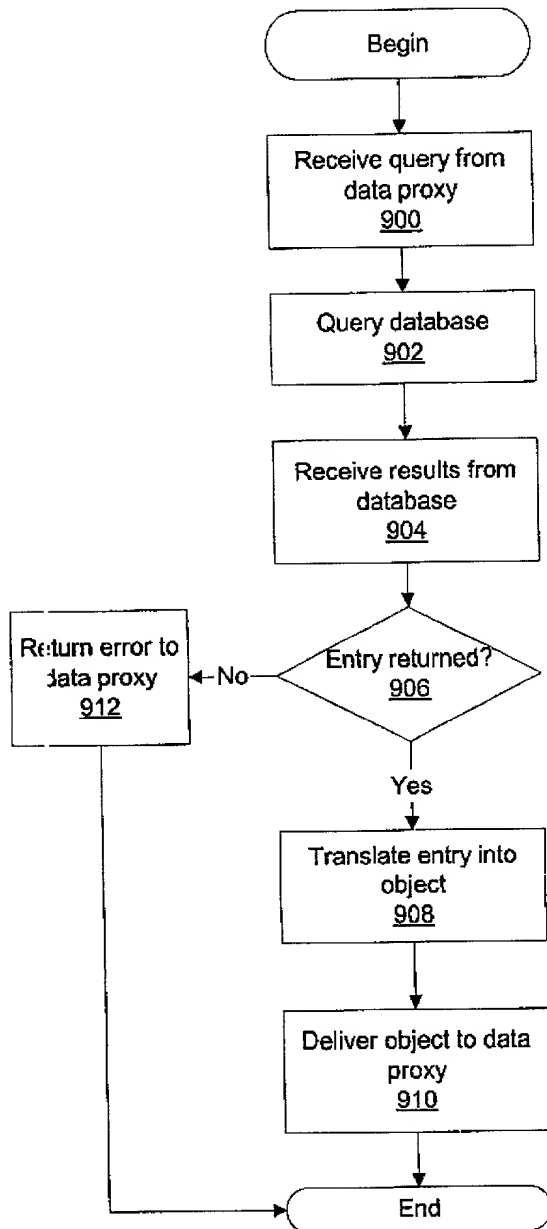 Begin
Receive query from
data proxy
900
Query database
902
Receive results from
database
904
Entry returned?
906
No
Return error to
data proxy
912
Yes
Translate entry into
object
908
Deliver object to data
proxy
910
End